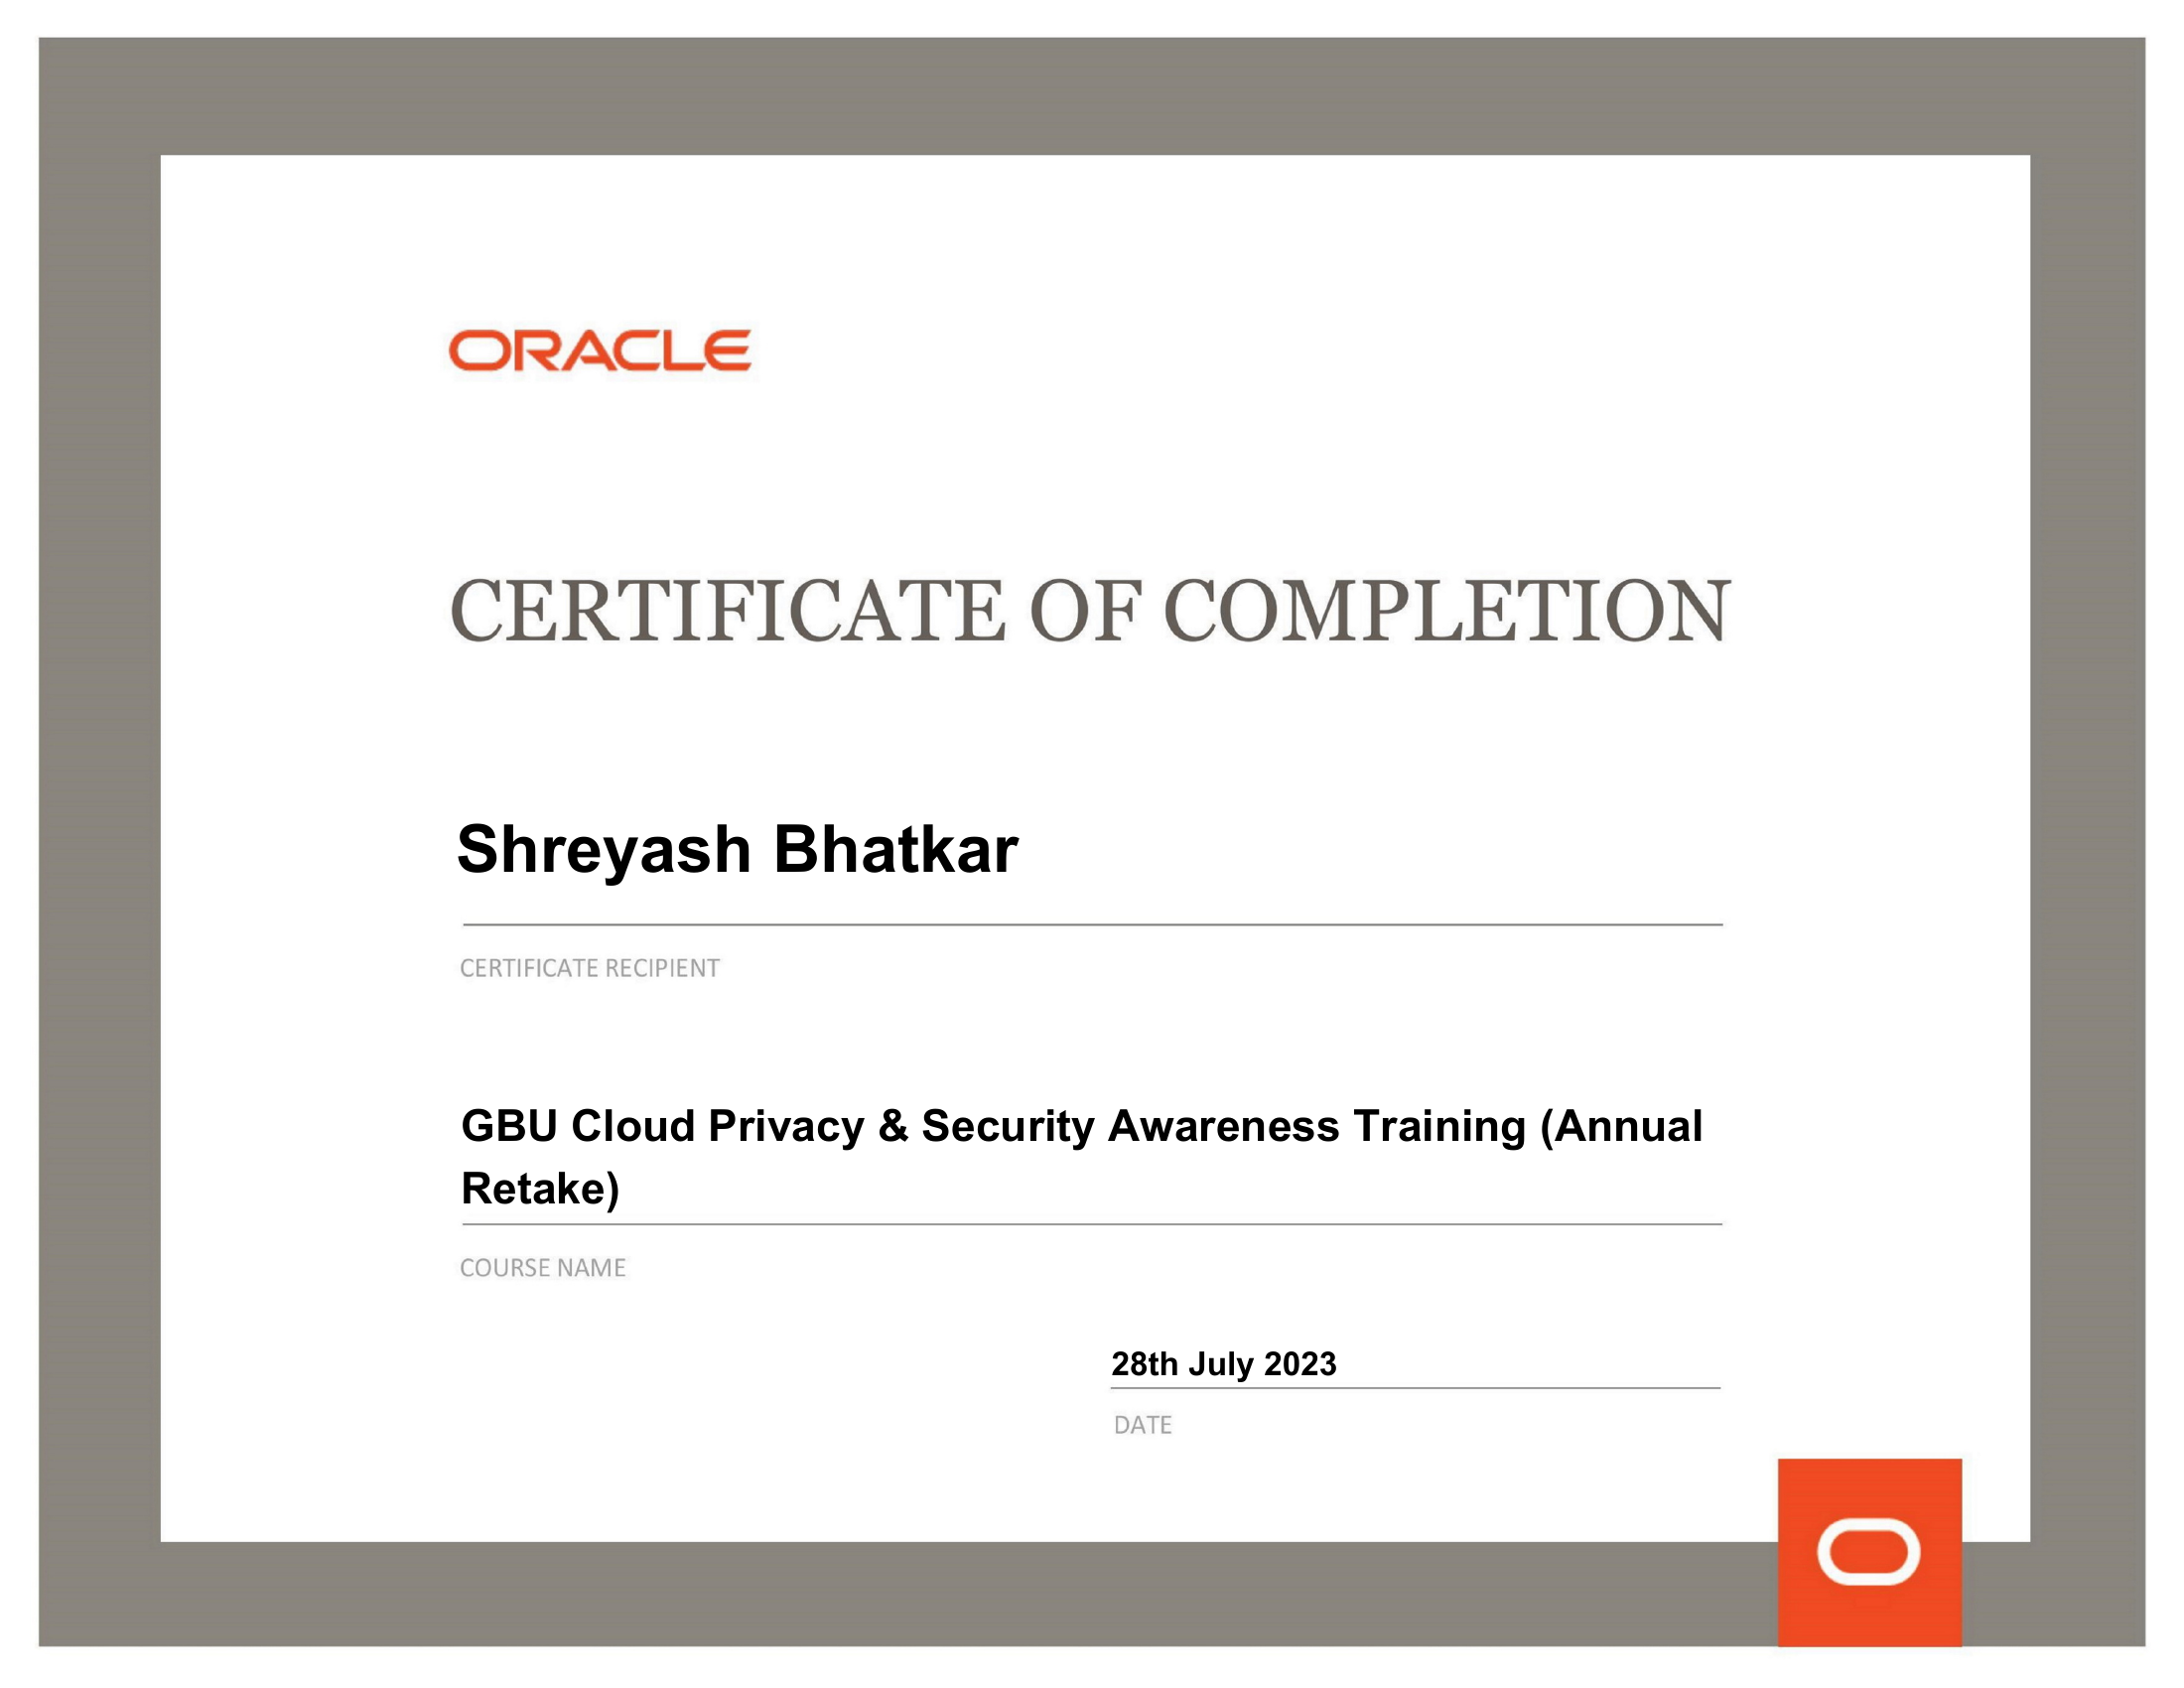 ORACLE
CERTIFICATE OF COMPLETION
Shreyash Bhatkar
CERTIFICATE RECIPIENT
GBU Cloud Privacy & Security Awareness Training (Annual
Retake)
COURSE NAME
28th July 2023
DATE